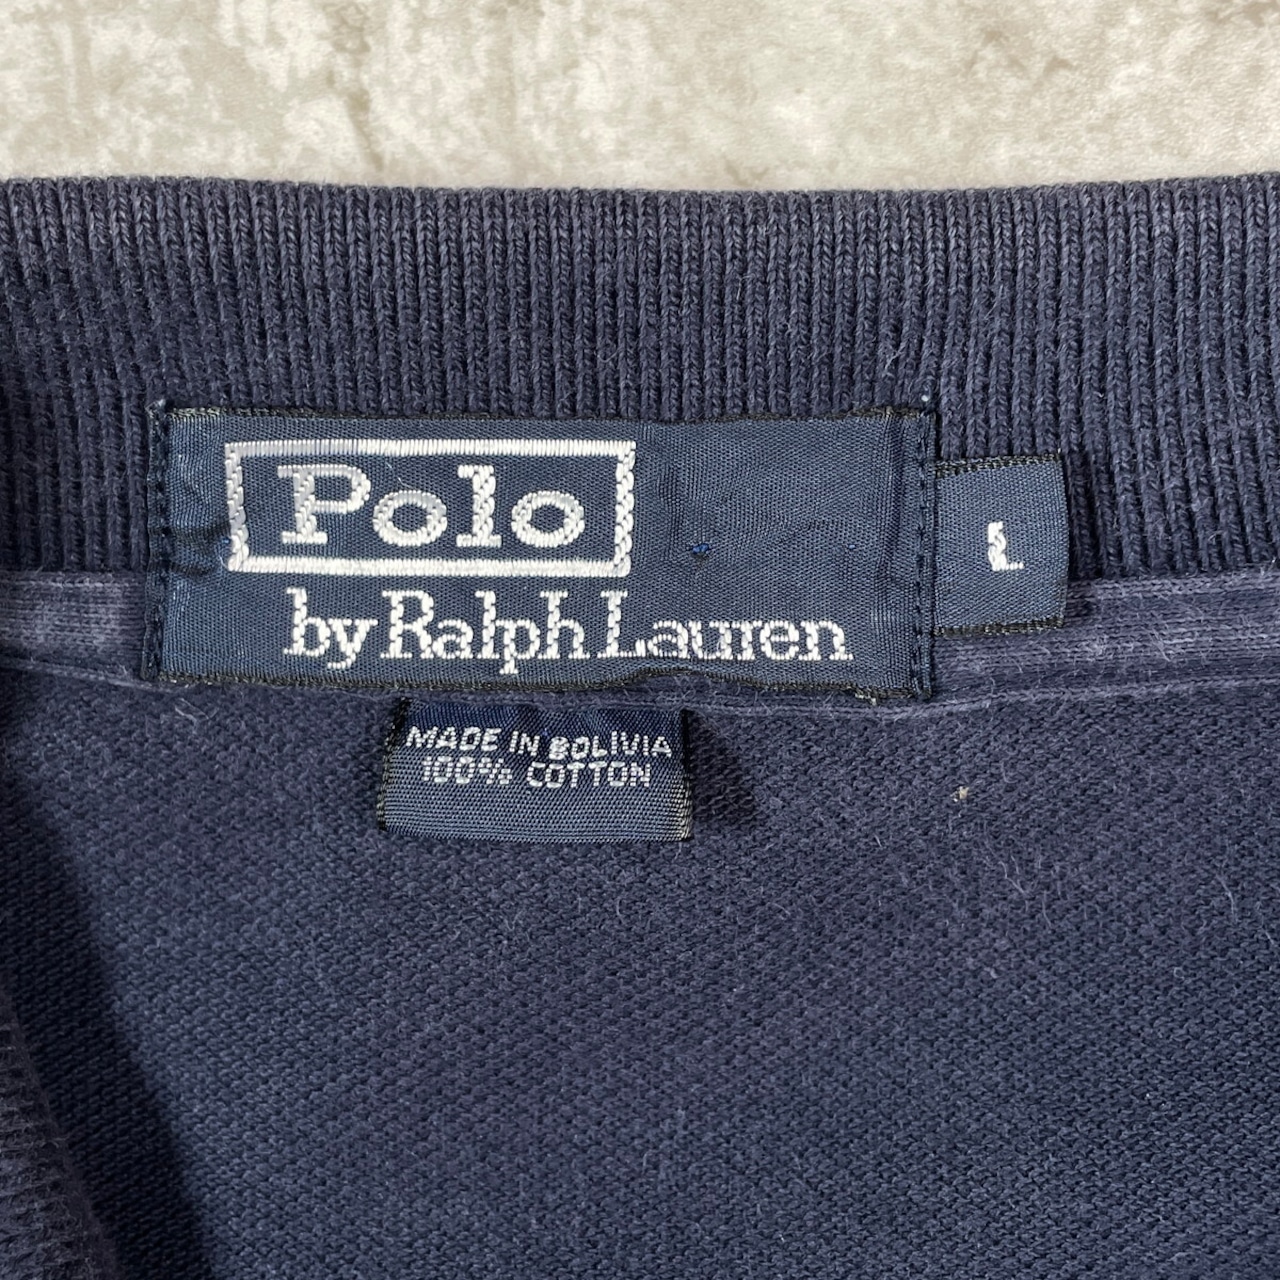 Polo
by Ralph Lauren
L
MADE IN BOLIVIA
100% COTTON